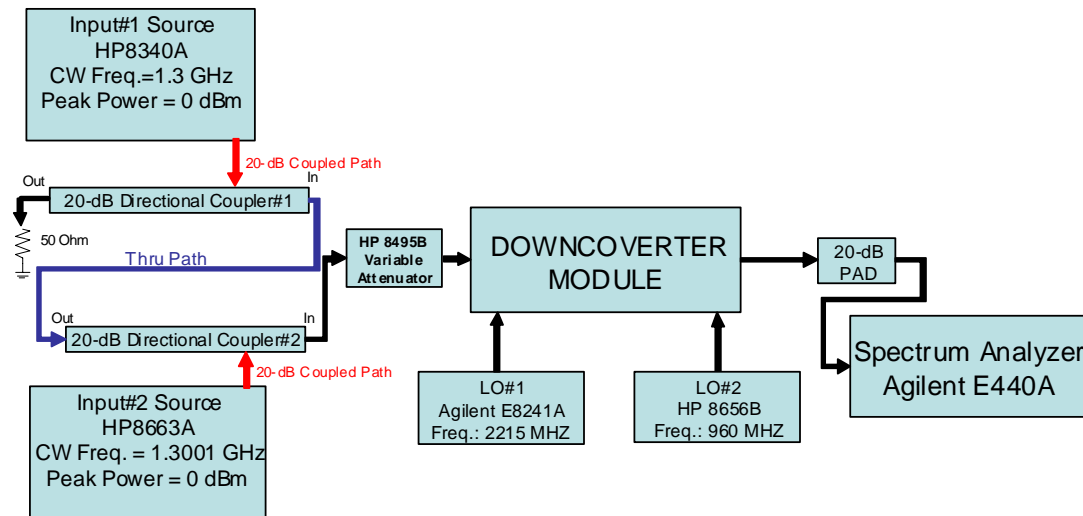 Input#1 Source
HP8340A
CW Freq.=1.3 GHz
Peak Power = 0 dBm
20-dB Coupled Path
Out
In
20-dB Directional Coupler#1
50 Ohm
Thru Path
HP 8495B
Variable
Attenuator
DOWNCOVERTER
MODULE
20-dB
PAD
Out
In
20-dB Directional Coupler#2
20-dB Coupled Path
Input#2 Source
HP8663A
CW Freq. = 1.3001 GHz
Peak Power = 0 dBm
LO#1
Agilent E8241A
Freq.: 2215 MHZ
LO#2
HP 8656B
Freq.: 960 MHZ
Spectrum Analyzer
Agilent E440A